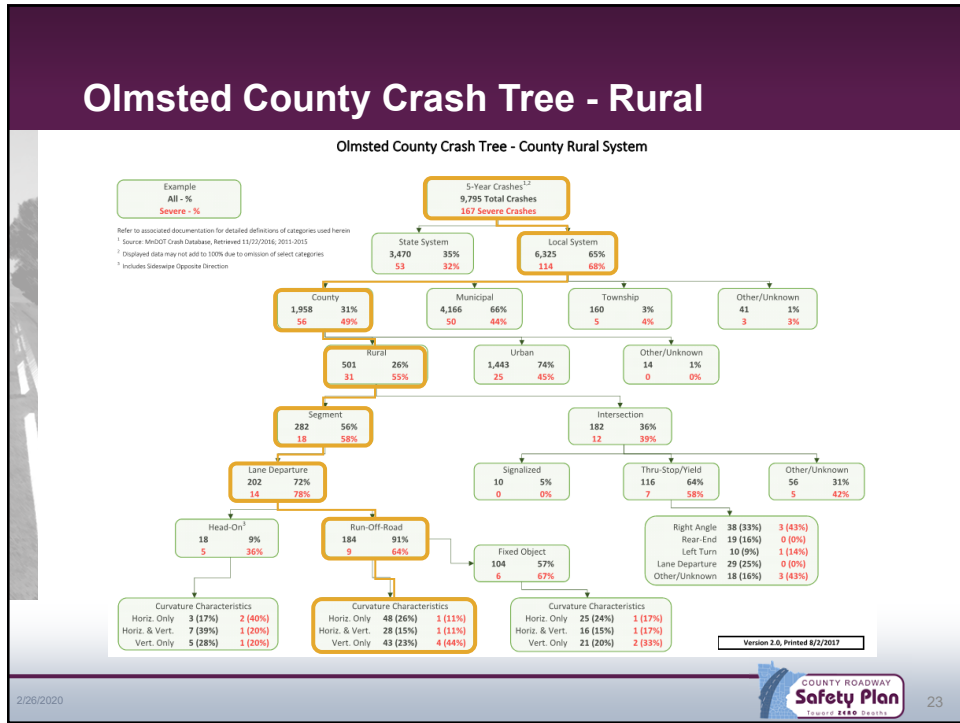 Olmsted County Crash Tree - Rural
Olmsted County Crash Tree - County Rural System
Example
All - %
Severe - %
Refer to associated documentation for detailed definitions of categories used herein
1 Source: MnDOT Crash Database, Retrieved 11/22/2016; 2011-2015
2 Displayed data may not add to 100% due to omission of select categories
3 Includes Sideswipe Opposite Direction
5-Year Crashes1,2
9,795 Total Crashes
167 Severe Crashes
State System
3,470 35%
53 32%
Local System
6,325 65%
114 68%
County
1,958 31%
56 49%
Municipal
4,166 66%
50 44%
Township
160 3%
5 4%
Other/Unknown
41 1%
3 3%
Rural
501 26%
31 55%
Urban
1,443 74%
25 45%
Other/Unknown
14 1%
0 0%
Segment
282 56%
18 58%
Intersection
182 36%
12 39%
Lane Departure
202 72%
14 78%
Signalized
10 5%
0 0%
Thru-Stop/Yield
116 64%
7 58%
Other/Unknown
56 31%
5 42%
Head-On3
18 9%
5 36%
Run-Off-Road
184 91%
9 64%
Fixed Object
104 57%
6 67%
Right Angle 38 (33%) 3 (43%)
Rear-End 19 (16%) 0 (0%)
Left Turn 10 (9%) 1 (14%)
Lane Departure 29 (25%) 0 (0%)
Other/Unknown 18 (16%) 3 (43%)
Curvature Characteristics
Horiz. Only 3 (17%) 2 (40%)
Horiz. & Vert. 7 (39%) 1 (20%)
Vert. Only 5 (28%) 1 (20%)
Curvature Characteristics
Horiz. Only 48 (26%) 1 (11%)
Horiz. & Vert. 28 (15%) 1 (11%)
Vert. Only 43 (23%) 4 (44%)
Curvature Characteristics
Horiz. Only 25 (24%) 1 (17%)
Horiz. & Vert. 16 (15%) 1 (17%)
Vert. Only 21 (20%) 2 (33%)
Version 2.0, Printed 8/2/2017
2/26/2020
COUNTY ROADWAY
Safety Plan
Toward ZERO Deaths
23